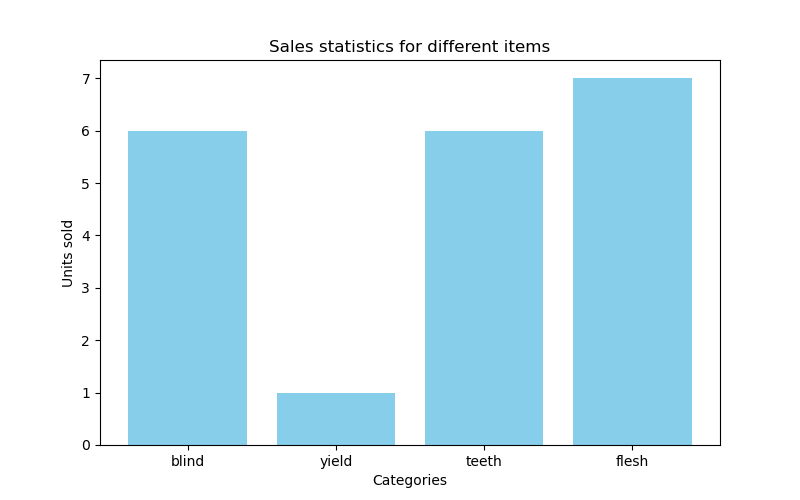 Sales statistics for different items
Units sold
7
6
5
4
3
2
1
0
blind yield teeth flesh
Categories